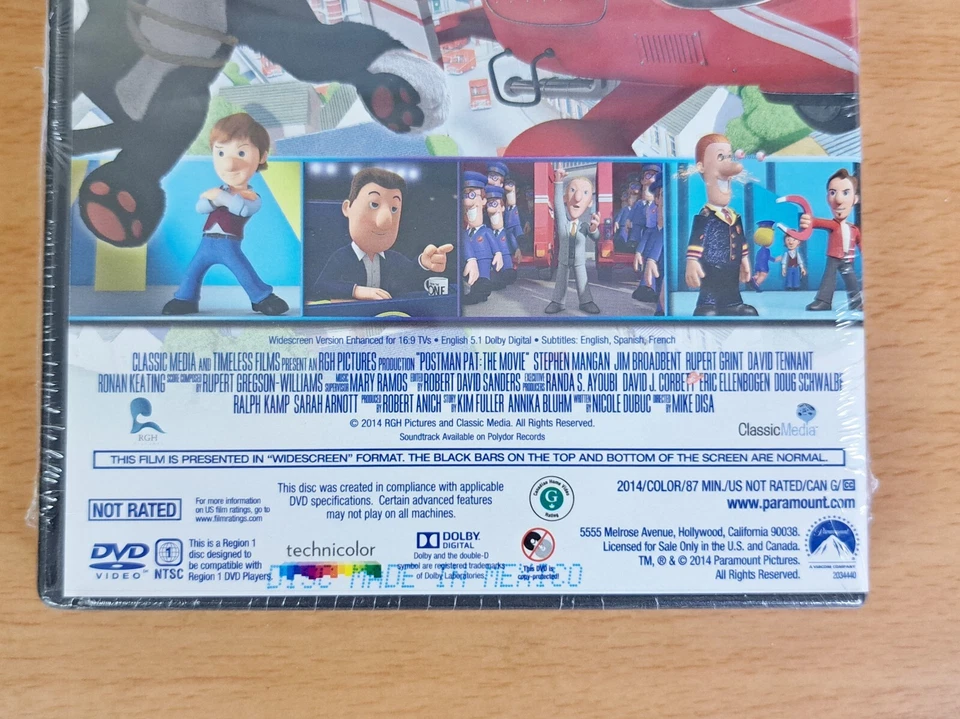 ONE
Widescreen Version Enhanced for 16:9 TVs • English 5.1 Dolby Digital • Subtitles: English, Spanish, French
CLASSIC MEDIA AND TIMELESS FILMS PRESENT AN RGH PICTURES PRODUCTION "POSTMAN PAT: THE MOVIE" STEPHEN MANGAN JIM BROADBENT RUPERT GRINT DAVID TENNANT
RONAN KEATING SCORE COMPOSED BY RUPERT GREGSON-WILLIAMS MUSIC SUPERVISOR MARY RAMOS EDITED BY ROBERT DAVID SANDERS EXECUTIVE PRODUCERS RANDA S. AYOUBI DAVID J. CORBETT ERIC ELLENBOGEN DOUG SCHWALBE
RALPH KAMP SARAH ARNOTT PRODUCED BY ROBERT ANICH STORY BY KIM FULLER ANNIKA BLUHM WRITTEN BY NICOLE DUBUC DIRECTED BY MIKE DISA
RGH
© 2014 RGH Pictures and Classic Media. All Rights Reserved.
Soundtrack Available on Polydor Records
ClassicMedia
THIS FILM IS PRESENTED IN "WIDESCREEN" FORMAT. THE BLACK BARS ON THE TOP AND BOTTOM OF THE SCREEN ARE NORMAL.
NOT RATED
For more information
on US film ratings, go to
www.filmratings.com
This disc was created in compliance with applicable
DVD specifications. Certain advanced features
may not play on all machines.
Canadian Home Video
G
Rated
2014/COLOR/87 MIN./US NOT RATED/CAN G/CC
www.paramount.com
DVD
VIDEO
1
NTSC
This is a Region 1
disc designed to
be compatible with
Region 1 DVD Players.
technicolor
DOLBY
DIGITAL
Dolby and the double-D
symbol are registered trademarks
of Dolby Laboratories.
This DVD is
copy-protected
5555 Melrose Avenue, Hollywood, California 90038.
Licensed for Sale Only in the U.S. and Canada.
TM, ® & © 2014 Paramount Pictures.
All Rights Reserved.
Paramount
A VIACOM COMPANY
2034440
DISC MADE IN MEXICO